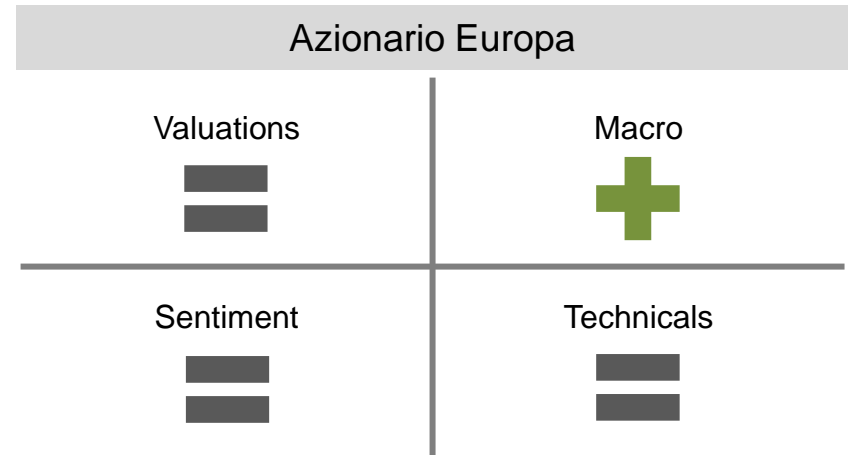 Azionario Europa
Valuations
Macro
Sentiment
Technicals